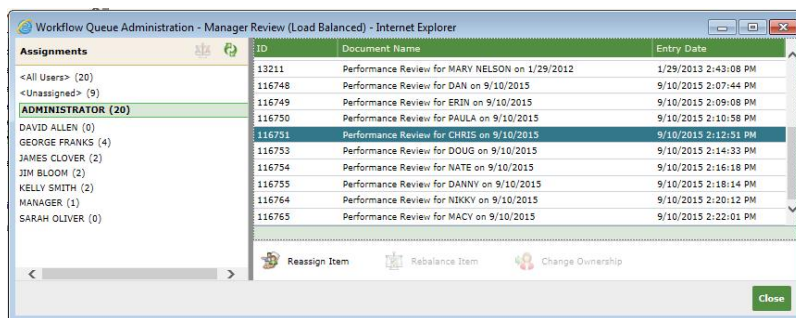 Workflow Queue Administration - Manager Review (Load Balanced) - Internet Explorer
Assignments
<All Users> (20)
<Unassigned> (9)
ADMINISTRATOR (20)
DAVID ALLEN (0)
GEORGE FRANKS (4)
JAMES CLOVER (2)
JIM BLOOM (2)
KELLY SMITH (2)
MANAGER (1)
SARAH OLIVER (0)
ID Document Name Entry Date
13211 Performance Review for MARY NELSON on 1/29/2012 1/29/2013 2:43:08 PM
116748 Performance Review for DAN on 9/10/2015 9/10/2015 2:07:44 PM
116749 Performance Review for ERIN on 9/10/2015 9/10/2015 2:09:08 PM
116750 Performance Review for PAULA on 9/10/2015 9/10/2015 2:10:58 PM
116751 Performance Review for CHRIS on 9/10/2015 9/10/2015 2:12:51 PM
116753 Performance Review for DOUG on 9/10/2015 9/10/2015 2:14:33 PM
116754 Performance Review for NATE on 9/10/2015 9/10/2015 2:16:18 PM
116755 Performance Review for DANNY on 9/10/2015 9/10/2015 2:18:14 PM
116764 Performance Review for NIKKY on 9/10/2015 9/10/2015 2:20:12 PM
116765 Performance Review for MACY on 9/10/2015 9/10/2015 2:22:01 PM
Reassign Item Rebalance Item Change Ownership
Close